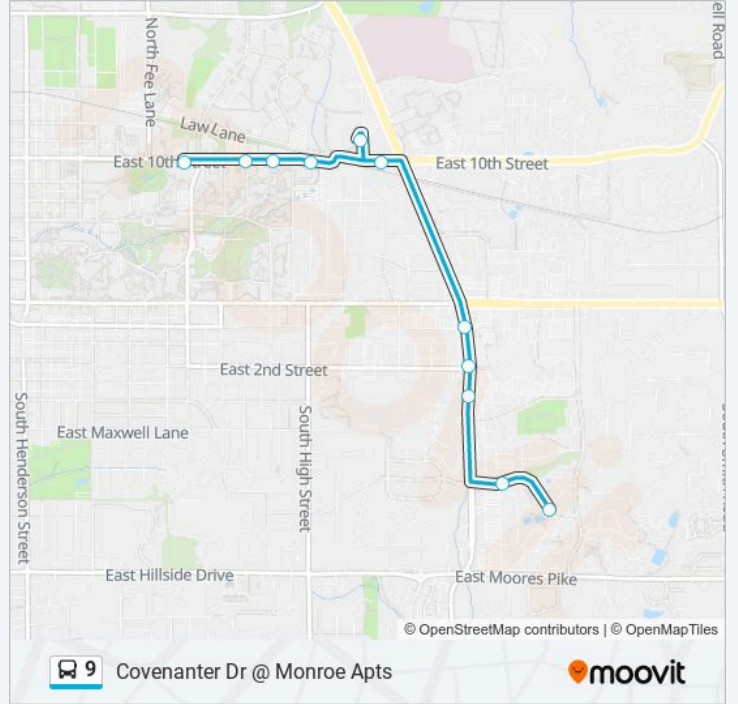 North Fee Lane
Law Lane
East 10th Street
East 10th Street
East 2nd Street
South High Street
South Henderson Street
East Maxwell Lane
East Hillside Drive
East Moores Pike
© OpenStreetMap contributors | © OpenMapTiles
9 Covenanter Dr @ Monroe Apts
moovit